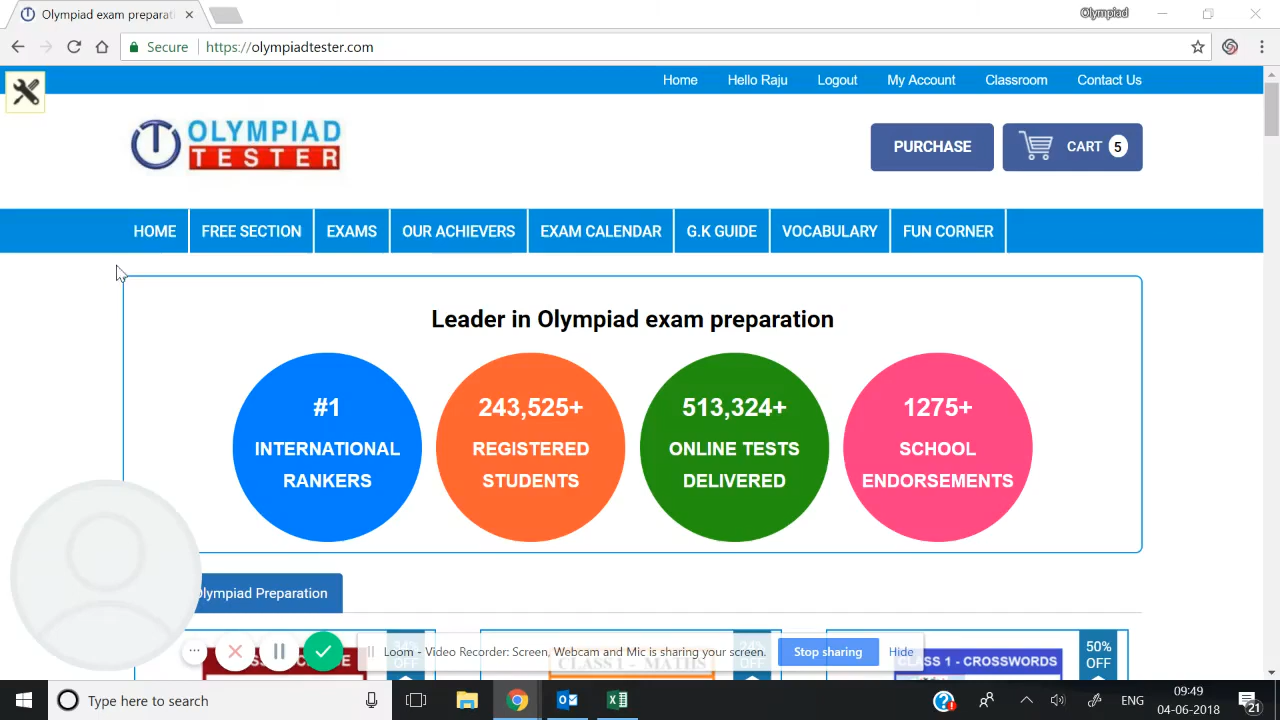 Olympiad exam preparati
Olympiad
Secure https://olympiadtester.com
Home Hello Raju Logout My Account Classroom Contact Us
OLYMPIAD
TESTER
PURCHASE CART 5
HOME FREE SECTION EXAMS OUR ACHIEVERS EXAM CALENDAR G.K GUIDE VOCABULARY FUN CORNER
Leader in Olympiad exam preparation
#1
INTERNATIONAL
RANKERS
243,525+
REGISTERED
STUDENTS
513,324+
ONLINE TESTS
DELIVERED
1275+
SCHOOL
ENDORSEMENTS
Olympiad Preparation
Loom - Video Recorder: Screen, Webcam and Mic is sharing your screen. Stop sharing Hide
OFF
CLASS 1 - MATHS
OFF
CLASS 1 - CROSSWORDS
50%
OFF
Type here to search
ENG
09:49
04-06-2018
21